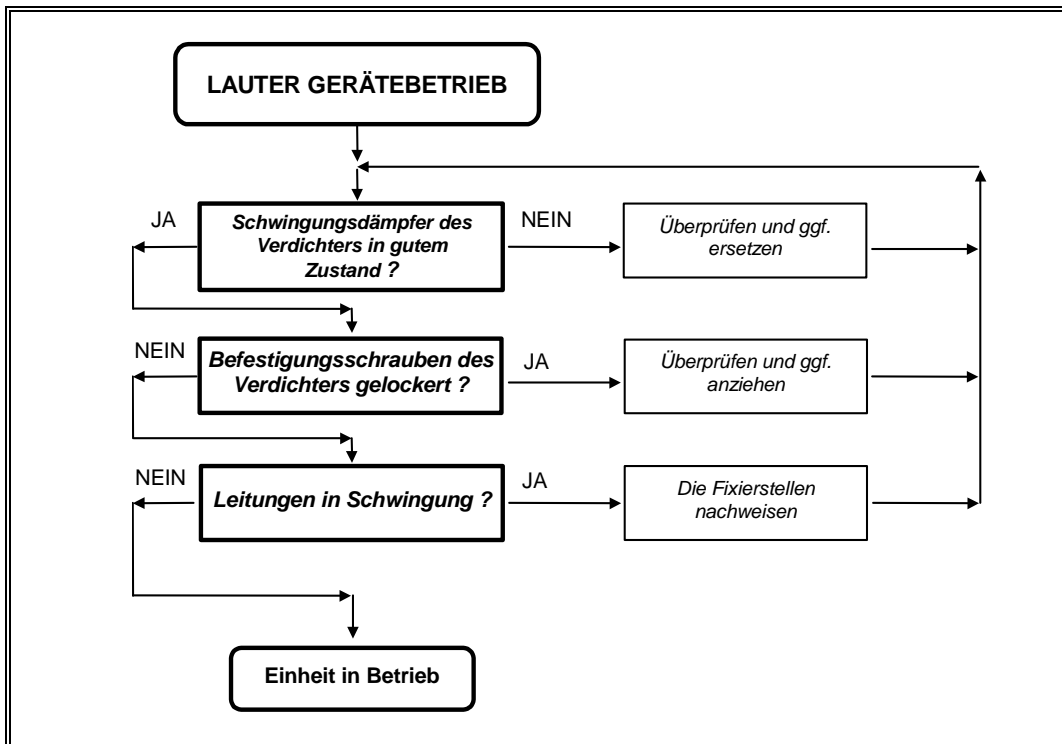 LAUTER GERÄTEBETRIEB
JA
Schwingungsdämpfer des
Verdichters in gutem
Zustand ?
NEIN
Überprüfen und ggf.
ersetzen
NEIN
Befestigungsschrauben des
Verdichters gelockert ?
JA
Überprüfen und ggf.
anziehen
NEIN
Leitungen in Schwingung ?
JA
Die Fixierstellen
nachweisen
Einheit in Betrieb